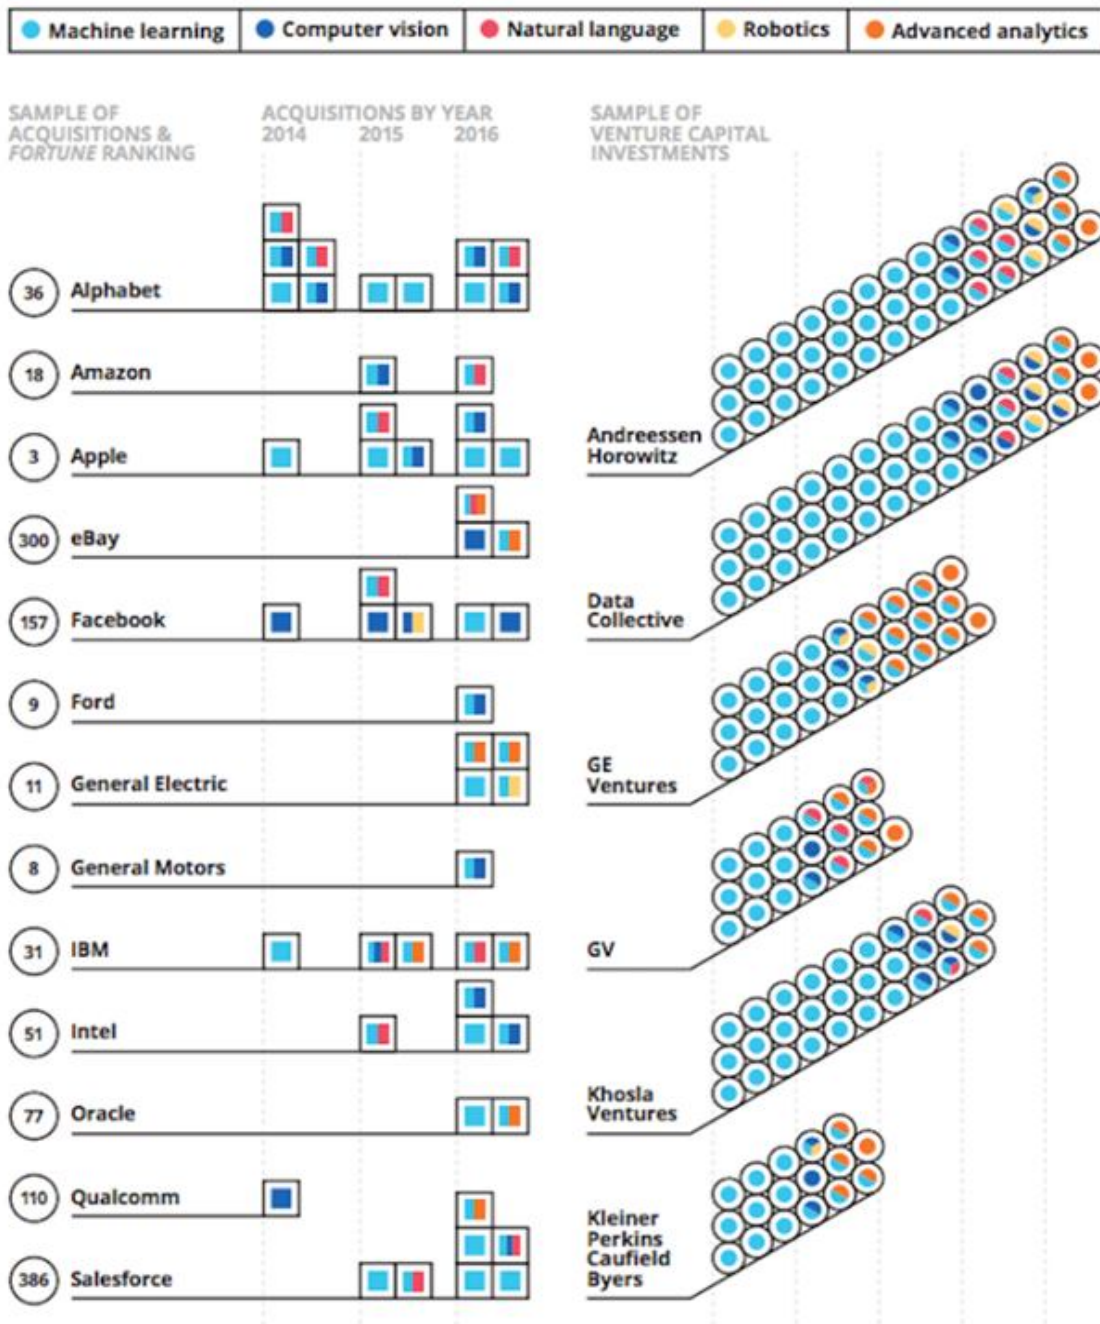 Machine learning
Computer vision
Natural language
Robotics
Advanced analytics
SAMPLE OF
ACQUISITIONS &
FORTUNE RANKING
ACQUISITIONS BY YEAR
2014 2015 2016
SAMPLE OF
VENTURE CAPITAL
INVESTMENTS
36 Alphabet
18 Amazon
3 Apple
300 eBay
157 Facebook
9 Ford
11 General Electric
8 General Motors
31 IBM
51 Intel
77 Oracle
110 Qualcomm
386 Salesforce
Andreessen
Horowitz
Data
Collective
GE
Ventures
GV
Khosla
Ventures
Kleiner
Perkins
Caufield
Byers